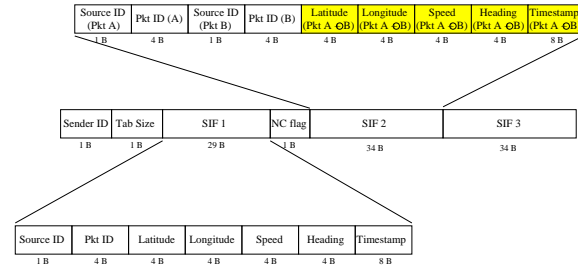 Source ID Pkt ID (A) Source ID Pkt ID (B) Latitude Longitude Speed Heading Timestamp
(Pkt A) (Pkt B) (Pkt A ⊙B) (Pkt A ⊙B) (Pkt A ⊙B) (Pkt A ⊙B) (Pkt A ⊙B)
1 B 4 B 1 B 4 B 4 B 4 B 4 B 4 B 8 B
Sender ID Tab Size SIF 1 NC flag SIF 2 SIF 3
1 B 1 B 29 B 1 B 34 B 34 B
Source ID Pkt ID Latitude Longitude Speed Heading Timestamp
1 B 4 B 4 B 4 B 4 B 4 B 8 B